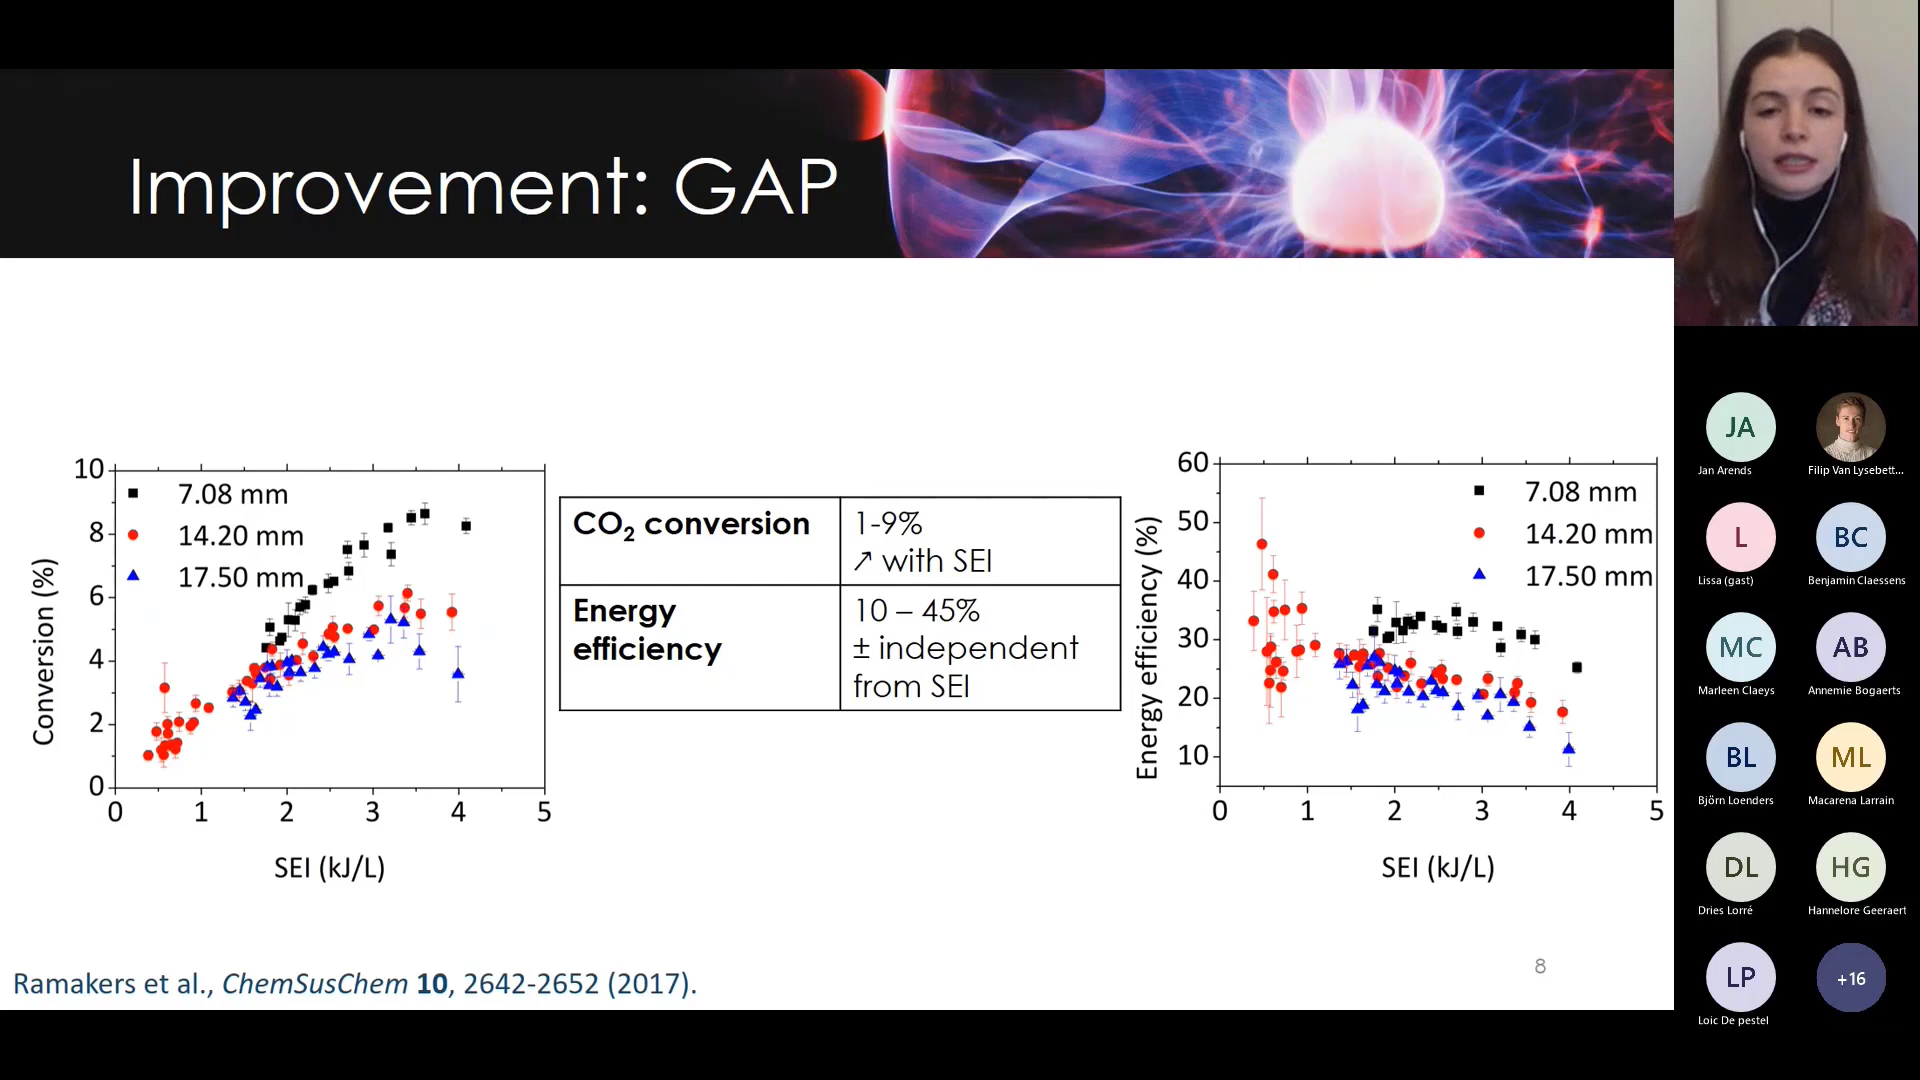 Improvement: GAP
10
8
6
4
2
0
0 1 2 3 4 5
Conversion (%)
SEI (kJ/L)
7.08 mm
14.20 mm
17.50 mm
CO₂ conversion
1-9%
↗ with SEI
Energy
efficiency
10 – 45%
± independent
from SEI
60
50
40
30
20
10
0 1 2 3 4 5
Energy efficiency (%)
SEI (kJ/L)
7.08 mm
14.20 mm
17.50 mm
Ramakers et al., ChemSusChem 10, 2642-2652 (2017).
8
JA
Jan Arends
Filip Van Lysebett...
L
Lissa (gast)
BC
Benjamin Claessens
MC
Marleen Claeys
AB
Annemie Bogaerts
BL
Björn Loenders
ML
Macarena Larrain
DL
Dries Lorré
HG
Hannelore Geeraert
LP
Loic De pestel
+16